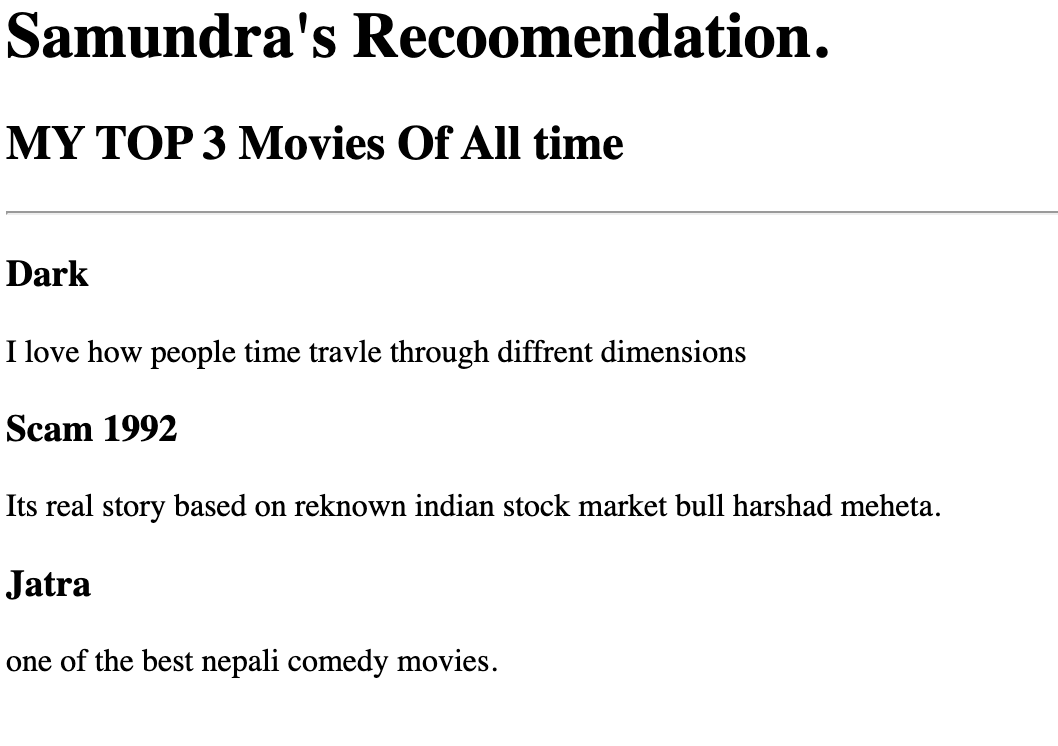 Samundra's Recoomendation.
MY TOP 3 Movies Of All time
Dark
I love how people time travle through diffrent dimensions
Scam 1992
Its real story based on reknown indian stock market bull harshad meheta.
Jatra
one of the best nepali comedy movies.